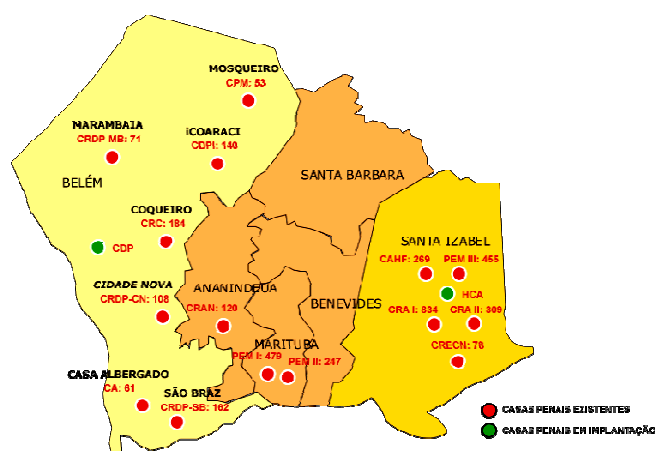 MOSQUEIRO
CPM: 53
MARAMBAIA
CRDP-MB: 71
iCOARACI
CDPI: 140
BELÉM
SANTA BARBARA
COQUEIRO
CRC: 184
CDP
SANTA IZABEL
CAHF: 269
PEM III: 455
HCA
CRA I: 634
CRA II: 309
CRECN: 76
CIDADE NOVA
CRDP-CN: 108
ANANINDEUA
CRAN: 120
BENEVIDES
MARITUBA
PEM I: 479
PEM II: 247
CASA ALBERGADO
CA: 61
SÃO BRÁZ
CRDP-SB: 162
CASAS PENAIS EXISTENTES
CASAS PENAIS EM IMPLANTAÇÃO